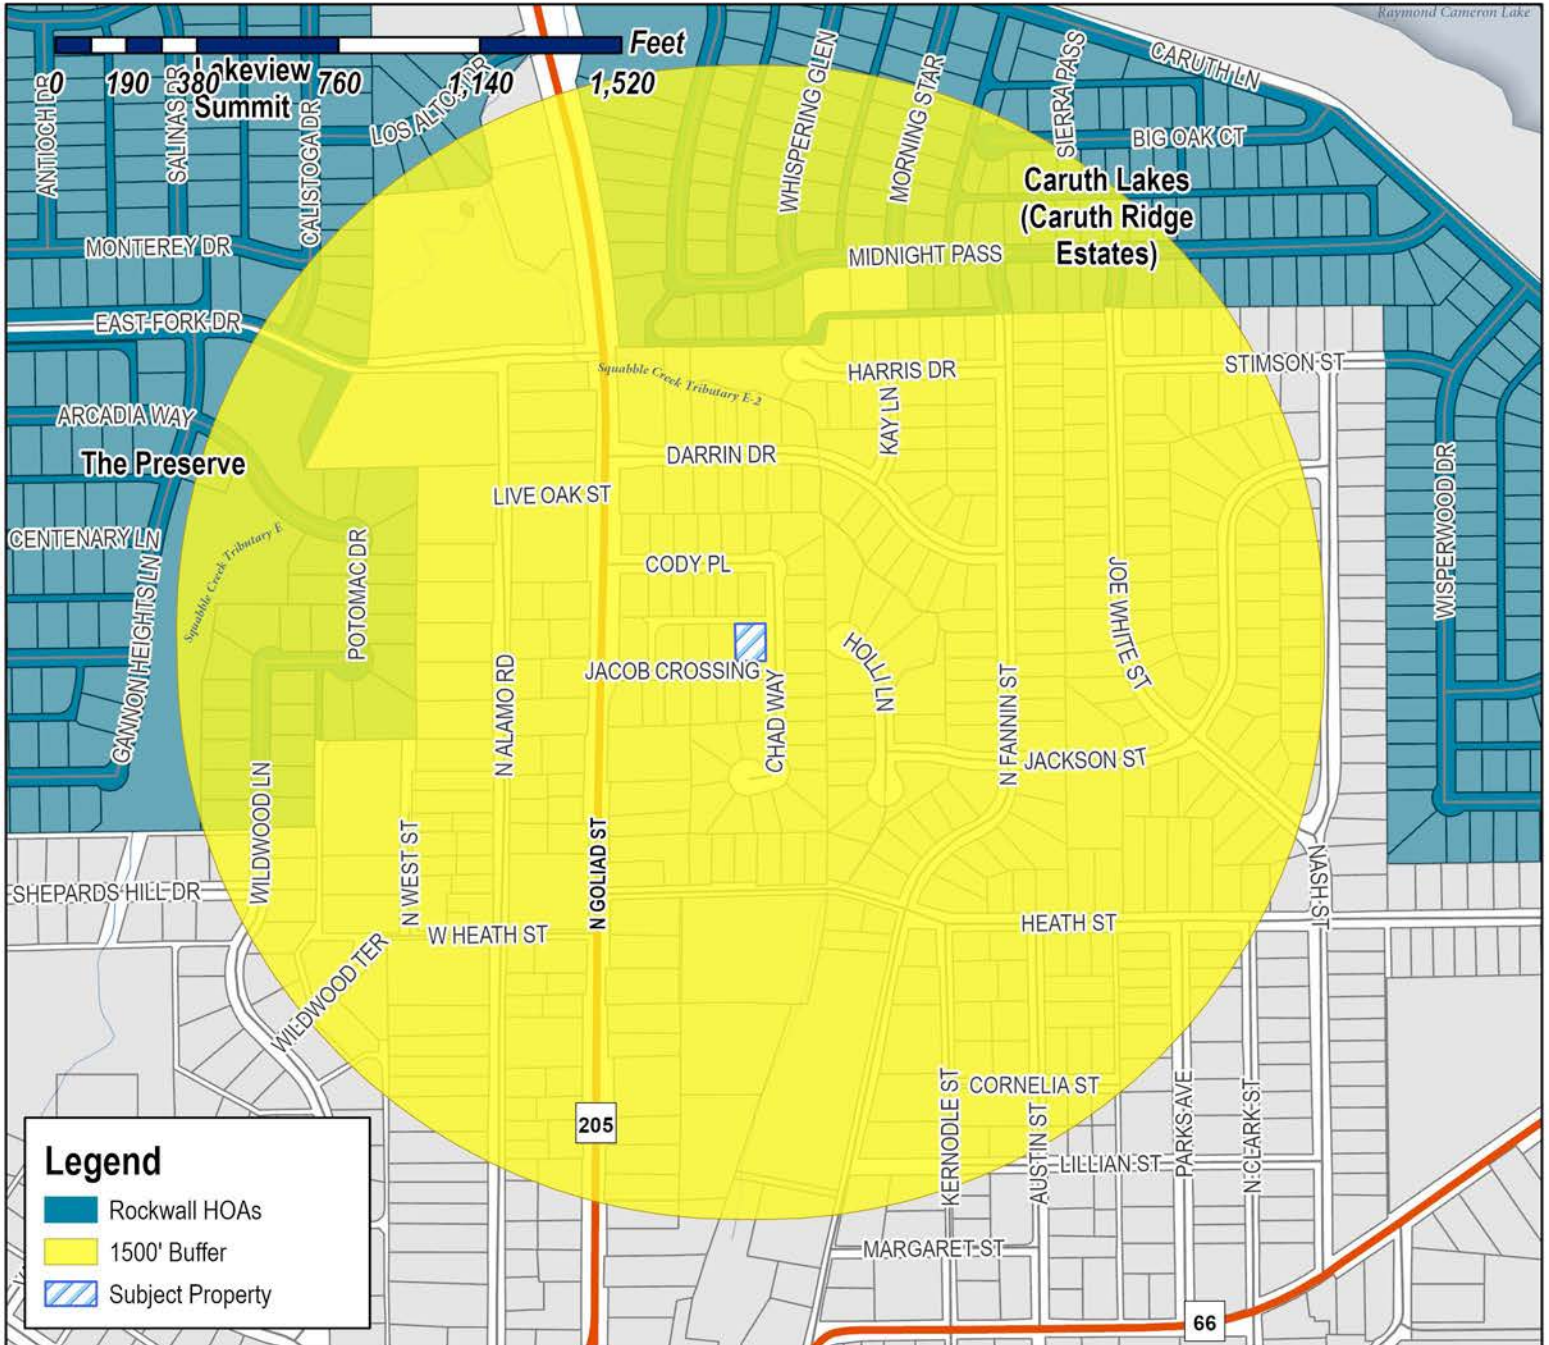 Raymond Cameron Lake
Feet
0 190 380 760 1,140 1,520
Lakeview
Summit
ANTIOCH DR
SALINAS DR
CALISTOGA DR
LOS ALTOS DR
WHISPERING GLEN
MORNING STAR
SIERRA PASS
CARUTH LN
BIG OAK CT
Caruth Lakes
(Caruth Ridge
Estates)
MONTEREY DR
MIDNIGHT PASS
EAST FORK DR
Squabble Creek Tributary E-2
HARRIS DR
STIMSON ST
KAY LN
ARCADIA WAY
The Preserve
DARRIN DR
LIVE OAK ST
WISPERWOOD DR
CENTENARY LN
Squabble Creek Tributary E
POTOMAC DR
CODY PL
GANNON HEIGHTS LN
JOE WHITE ST
HOLLI LN
JACOB CROSSING
N ALAMO RD
CHAD WAY
N FANNIN ST
JACKSON ST
WILDWOOD LN
N WEST ST
N GOLIAD ST
NASH ST
SHEPARDS HILL DR
W HEATH ST
HEATH ST
WILDWOOD TER
KERNODLE ST
CORNELIA ST
AUSTIN ST
PARKS AVE
N CLARK ST
205
LILLIAN ST
MARGARET ST
66
Legend
Rockwall HOAs
1500' Buffer
Subject Property